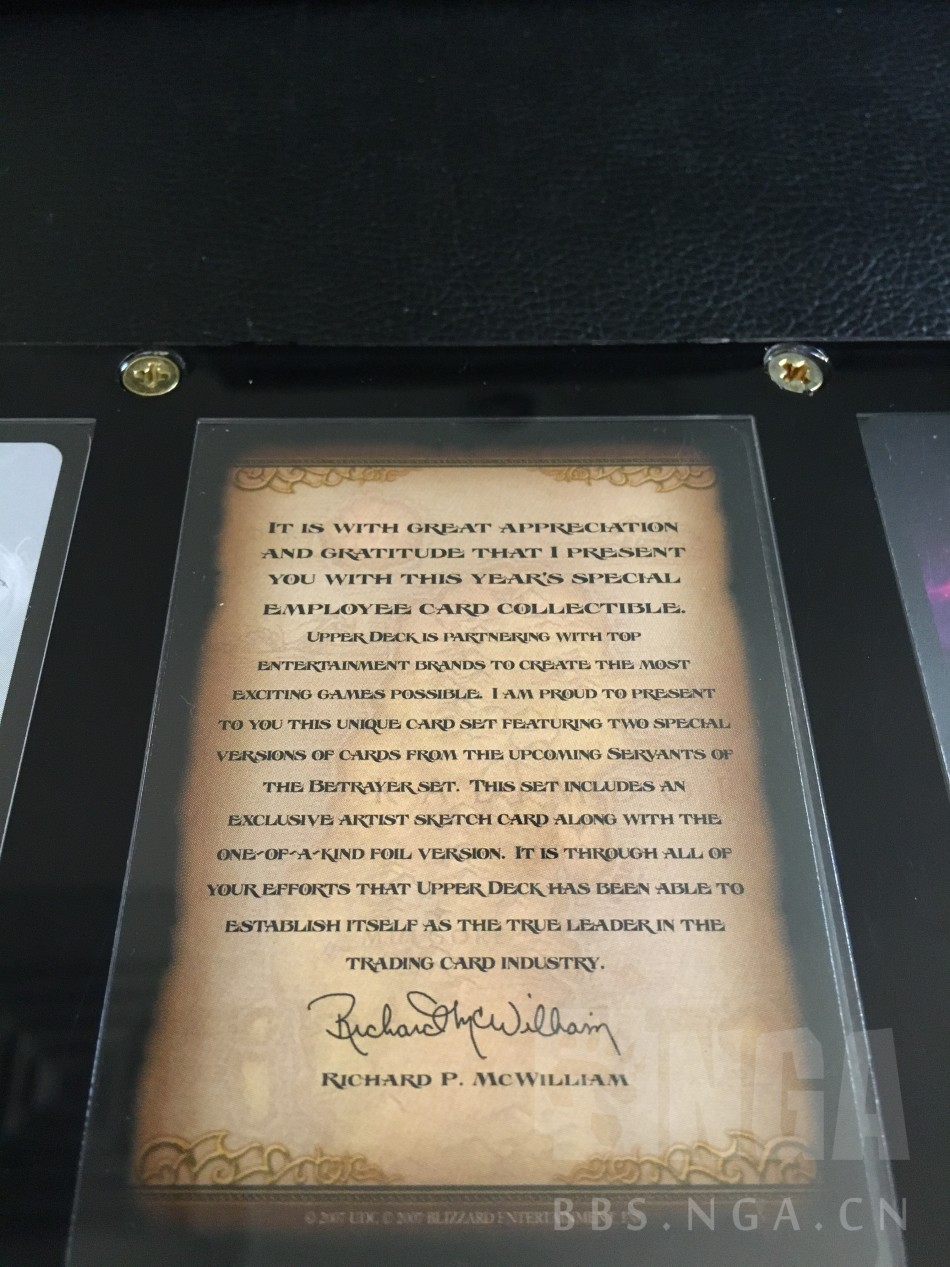 It is with great appreciation
and gratitude that I present
you with this year's special
employee card collectible.
Upper Deck is partnering with top
entertainment brands to create the most
exciting games possible. I am proud to present
to you this unique card set featuring two special
versions of cards from the upcoming Servants of
the Betrayer set. This set includes an
exclusive artist sketch card along with the
one-of-a-kind foil version. It is through all of
your efforts that Upper Deck has been able to
establish itself as the true leader in the
trading card industry.
Richard McWilliam
Richard P. McWilliam
© 2007 UDC © 2007 BLIZZARD ENTERTAINMENT
NGA
BBS.NGA.CN